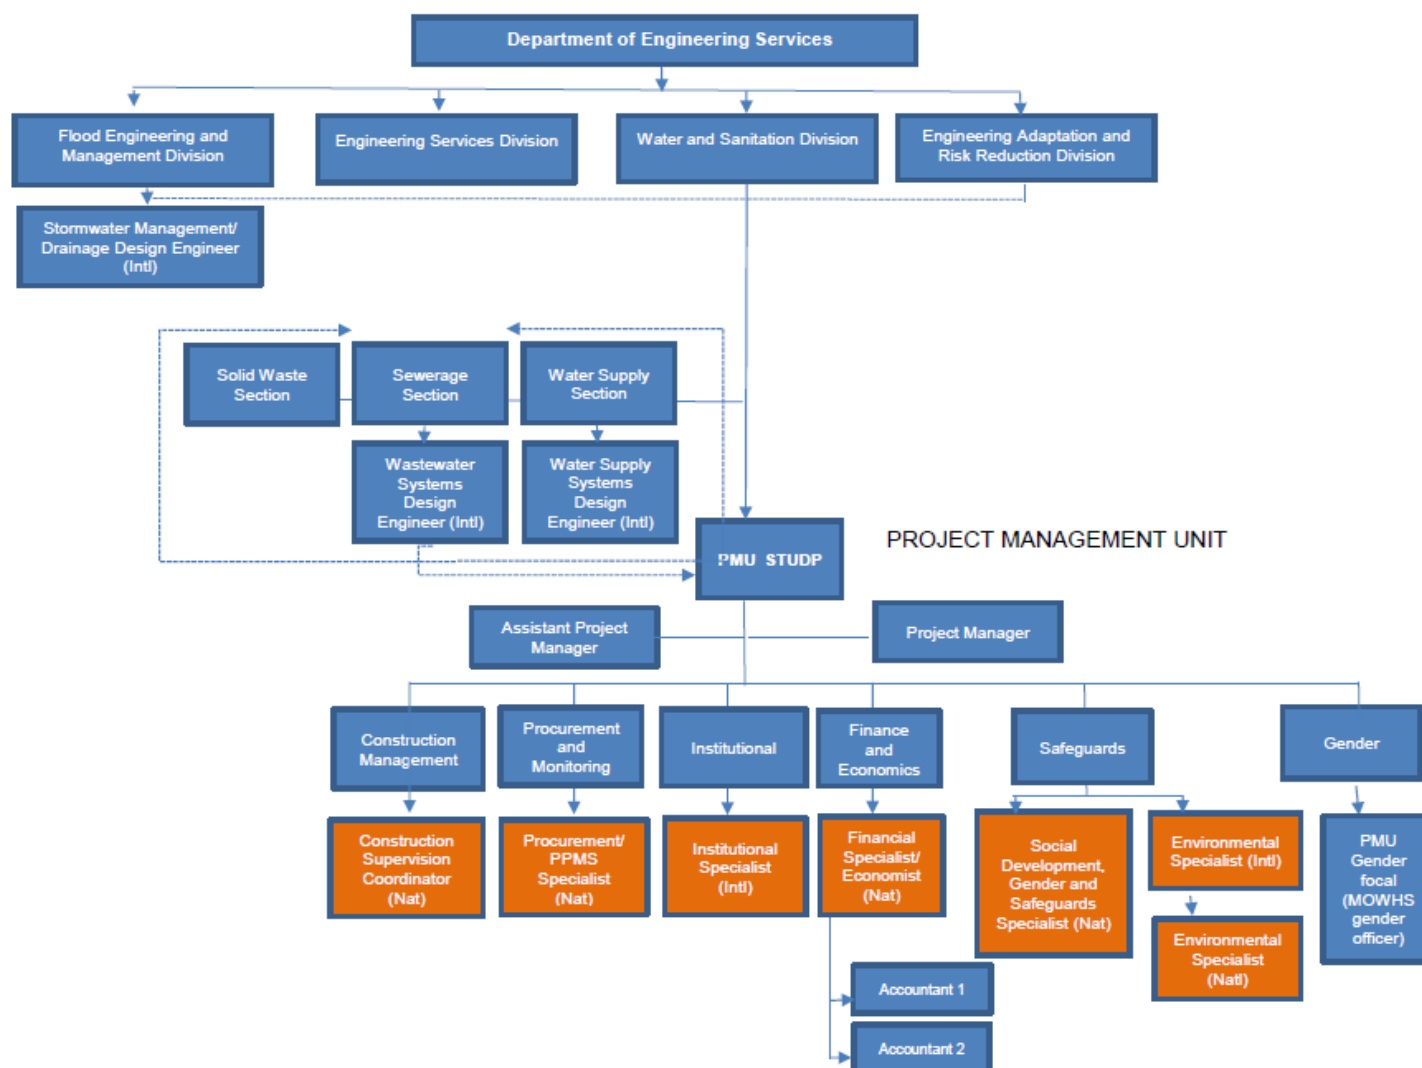 Department of Engineering Services
Flood Engineering and
Management Division
Engineering Services Division
Water and Sanitation Division
Engineering Adaptation and
Risk Reduction Division
Stormwater Management/
Drainage Design Engineer
(Intl)
Solid Waste
Section
Sewerage
Section
Water Supply
Section
Wastewater
Systems
Design
Engineer (Intl)
Water Supply
Systems
Design
Engineer (Intl)
PMU STUDP
PROJECT MANAGEMENT UNIT
Assistant Project
Manager
Project Manager
Construction
Management
Procurement
and
Monitoring
Institutional
Finance
and
Economics
Safeguards
Gender
Construction
Supervision
Coordinator
(Nat)
Procurement/
PPMS
Specialist
(Nat)
Institutional
Specialist
(Intl)
Financial
Specialist/
Economist
(Nat)
Social
Development,
Gender and
Safeguards
Specialist (Nat)
Environmental
Specialist (Intl)
Environmental
Specialist
(Natl)
PMU
Gender
focal
(MOWHS
gender
officer)
Accountant 1
Accountant 2